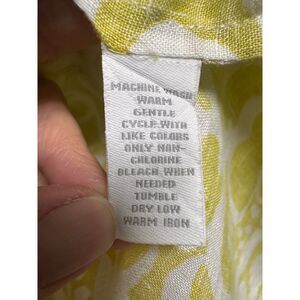 MACHINE WASH
WARM
GENTLE
CYCLE WITH
LIKE COLORS
ONLY NON-
CHLORINE
BLEACH WHEN
NEEDED
TUMBLE
DRY LOW
WARM IRON